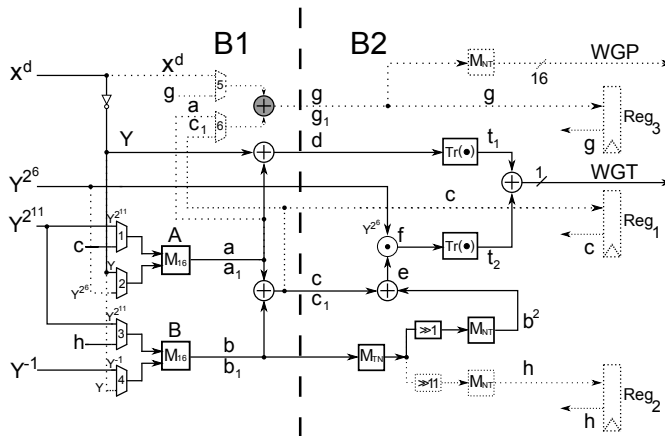 B1 B2
x^d x^d 5 M_NT WGP
16
g g g
a g_1 Reg_3
c_1 6 g
Y d Tr(•) t_1
WGT
1
Y^{2^6} c
Y^{2^{11}} Y^{2^{11}} Y^{2^6} f Reg_1
c 1 A Tr(•) c
Y M_16 a t_2
a_1 e
Y^{2^6} 2 c
c_1
Y^{2^{11}} B b^2
h 3 b ≫1 M_NT
Y^{-1} Y^{-1} M_16 b_1 M_TN
Y 4 ≫11 M_NT h
Reg_2
h